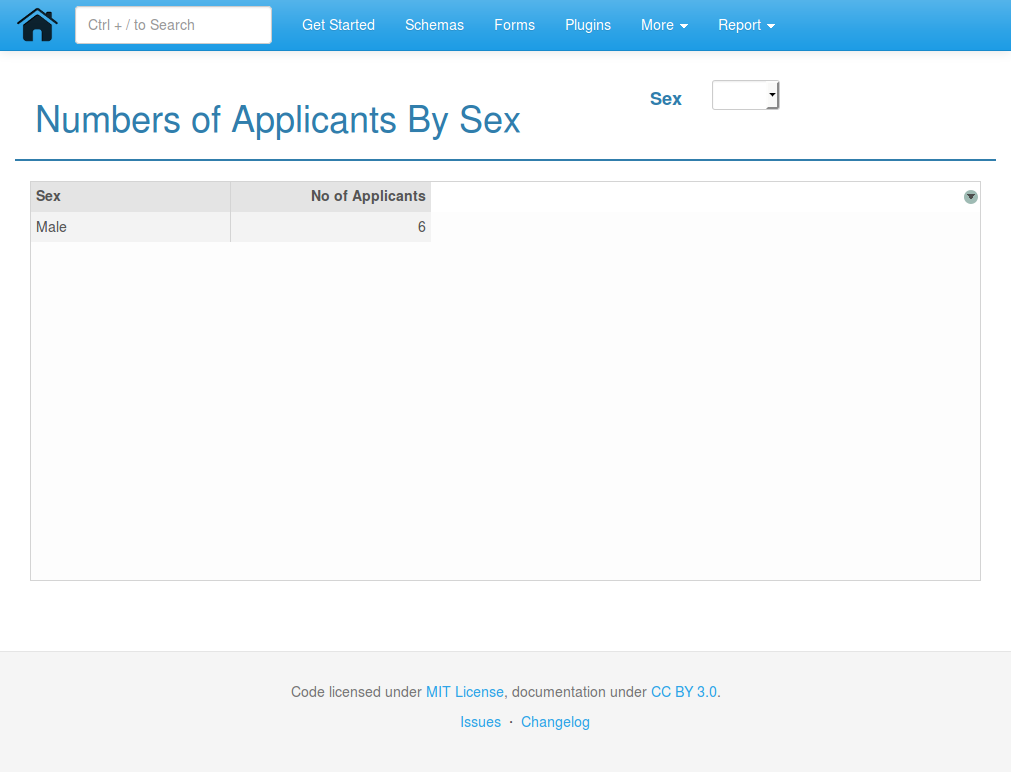 Ctrl + / to Search Get Started Schemas Forms Plugins More Report
Sex
Numbers of Applicants By Sex
Sex No of Applicants
Male 6
Code licensed under MIT License, documentation under CC BY 3.0.
Issues · Changelog